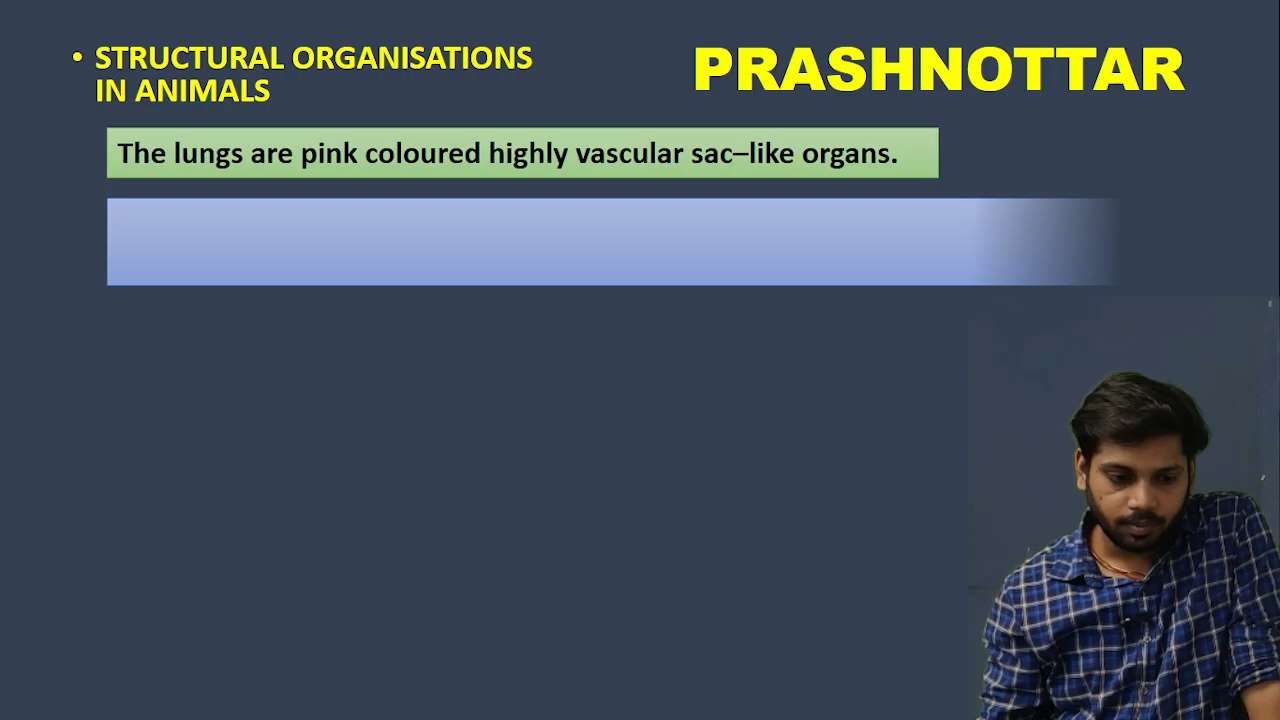 • STRUCTURAL ORGANISATIONS
IN ANIMALS
PRASHNOTTAR
The lungs are pink coloured highly vascular sac–like organs.